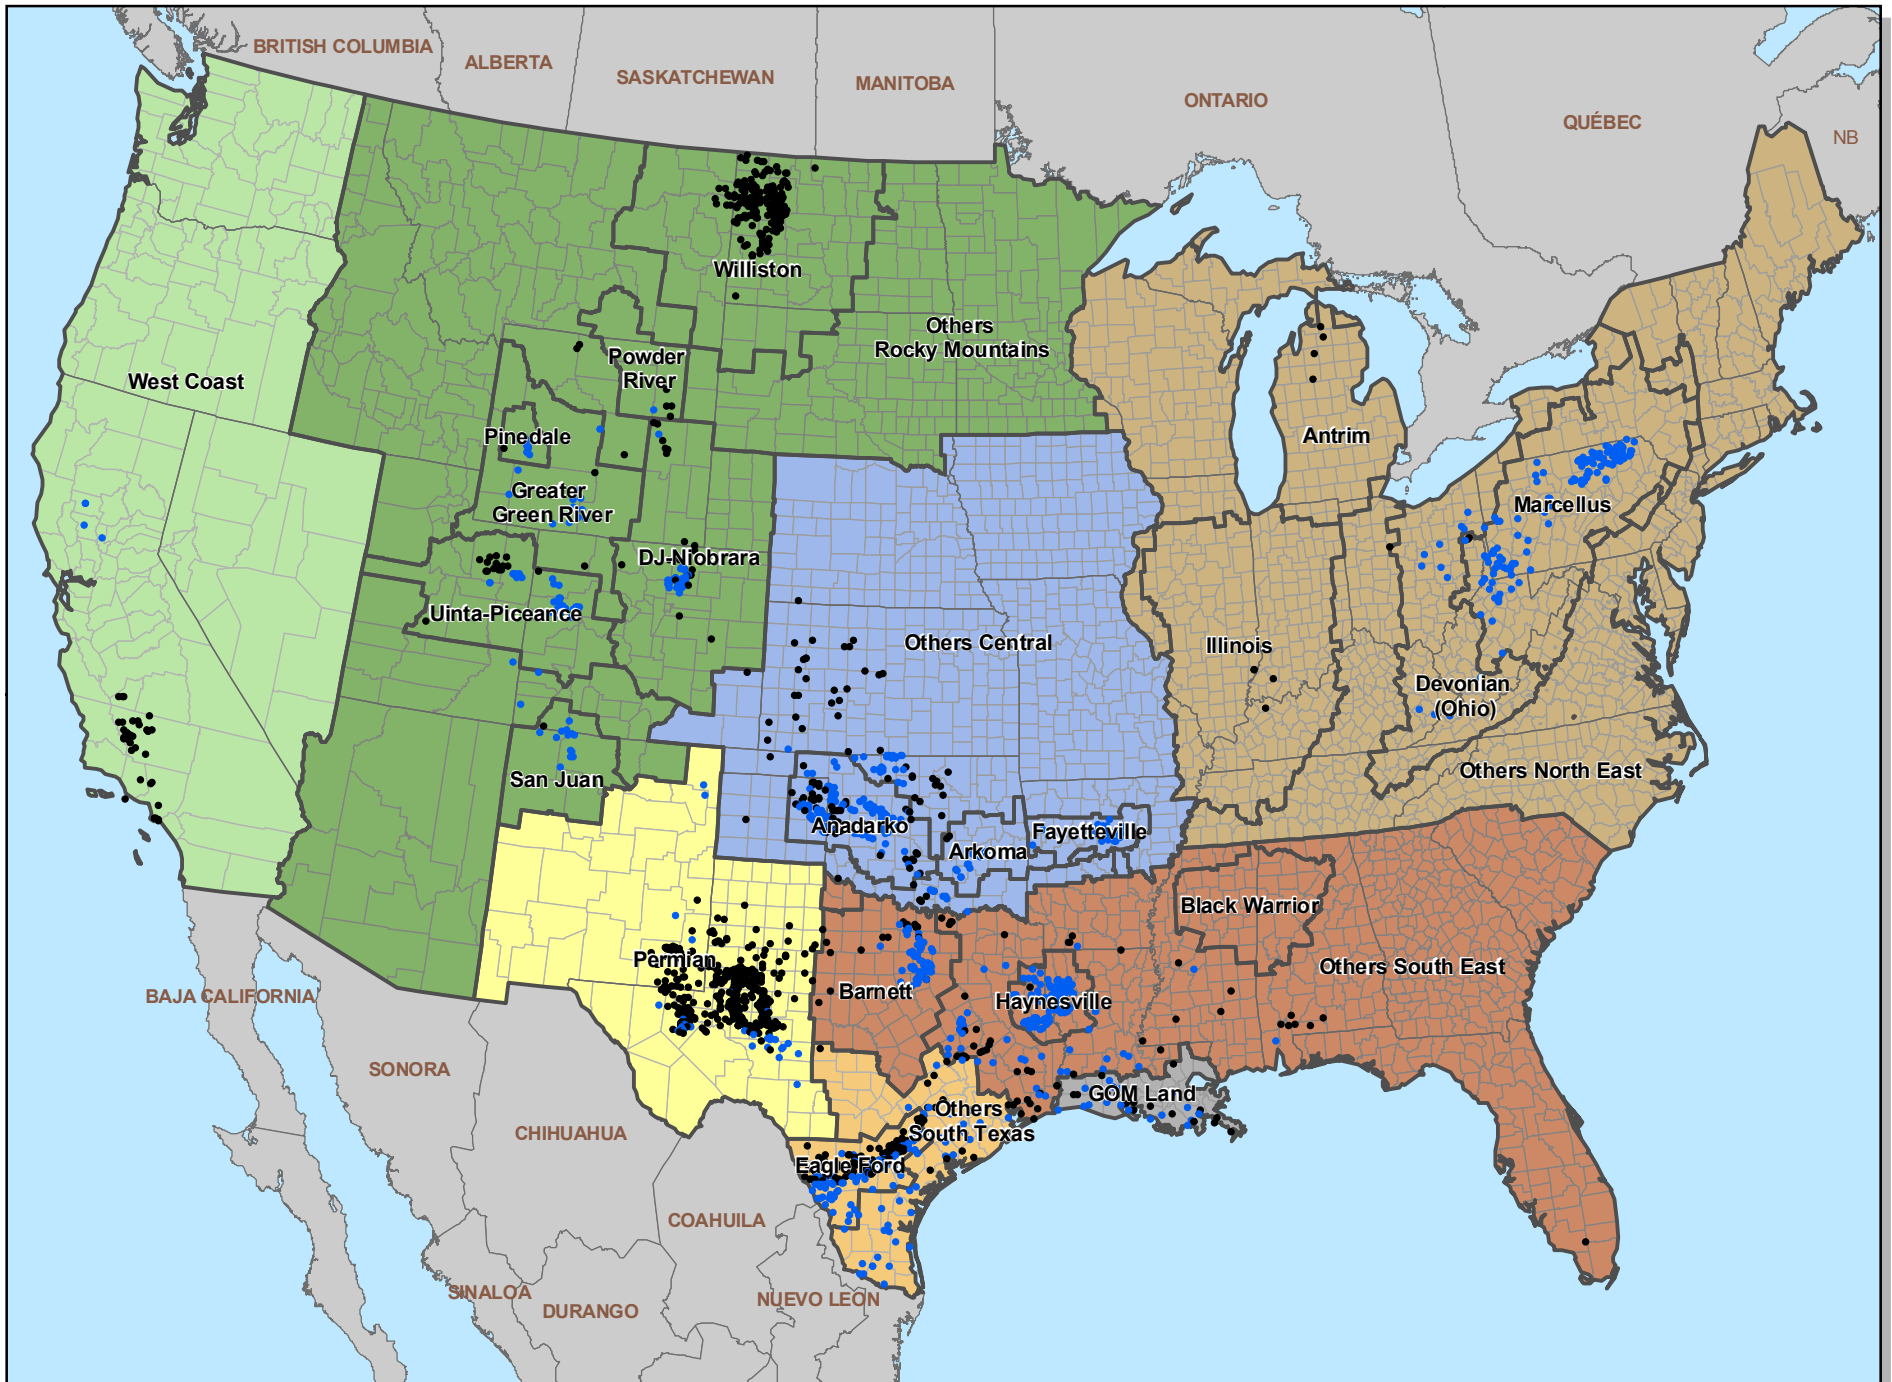 BRITISH COLUMBIA
ALBERTA
SASKATCHEWAN
MANITOBA
ONTARIO
QUÉBEC
NB
Williston
Others
Rocky Mountains
Powder
River
West Coast
Pinedale
Antrim
Greater
Green River
Marcellus
DJ-Niobrara
Uinta-Piceance
Others Central
Illinois
Devonian
(Ohio)
San Juan
Others North East
Anadarko
Fayetteville
Arkoma
Black Warrior
Permian
Others South East
Barnett
Haynesville
BAJA CALIFORNIA
SONORA
GOM Land
Others
South Texas
CHIHUAHUA
Eagle Ford
COAHUILA
SINALOA
DURANGO
NUEVO LEON